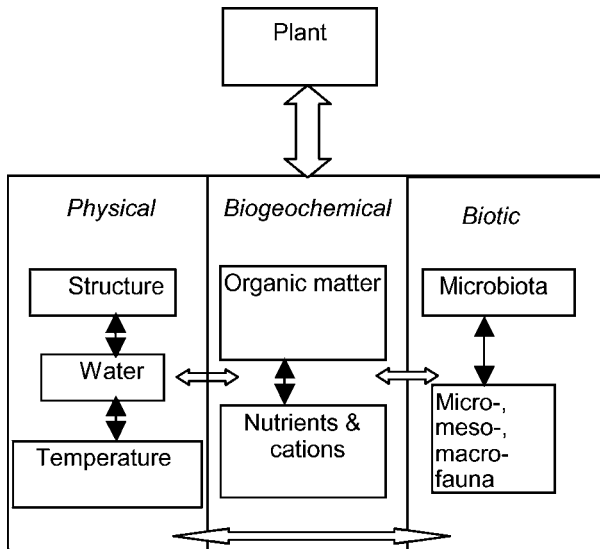 Plant
Physical
Structure
Water
Temperature
Biogeochemical
Organic matter
Nutrients &
cations
Biotic
Microbiota
Micro-,
meso-,
macro-
fauna